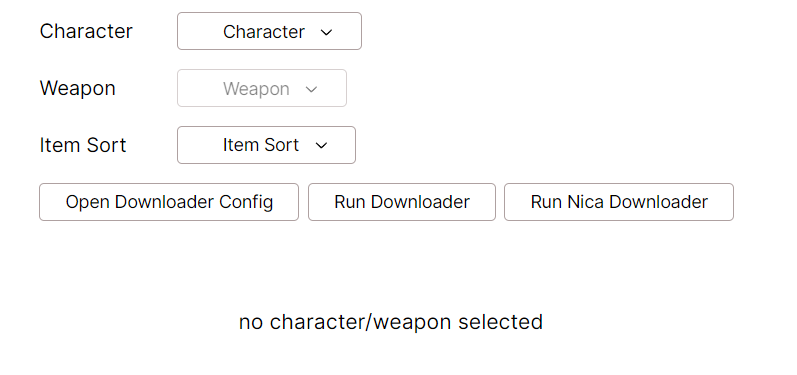 Character Character
Weapon Weapon
Item Sort Item Sort
Open Downloader Config Run Downloader Run Nica Downloader
no character/weapon selected